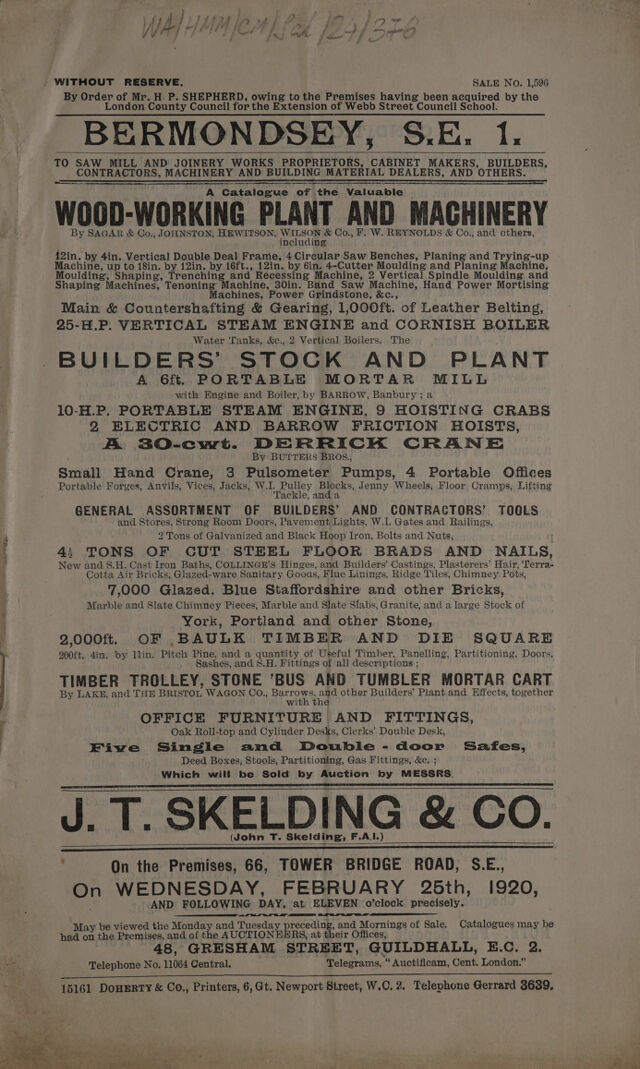 WA/HMM/CM/Sal/27/376
WITHOUT RESERVE. SALE No. 1,596
By Order of Mr. H. P. SHEPHERD, owing to the Premises having been acquired by the
London County Council for the Extension of Webb Street Council School.
BERMONDSEY, S.E. 1.
TO SAW MILL AND JOINERY WORKS PROPRIETORS, CABINET MAKERS, BUILDERS,
CONTRACTORS, MACHINERY AND BUILDING MATERIAL DEALERS, AND OTHERS.
A Catalogue of the Valuable
WOOD-WORKING PLANT AND MACHINERY
By SAGAR & Co., JOHNSTON, HEWITSON, WILSON & Co., F. W. REYNOLDS & Co., and others,
including
12in. by 4in. Vertical Double Deal Frame, 4 Circular Saw Benches, Planing and Trying-up
Machine, up to 18in. by 12in. by 16ft., 12in. by 6in. 4-Cutter Moulding and Planing Machine,
Moulding, Shaping, Trenching and Recessing Machine, 2 Vertical Spindle Moulding and
Shaping Machines, Tenoning Machine, 30in. Band Saw Machine, Hand Power Mortising
Machines, Power Grindstone, &c.,
Main & Countershafting & Gearing, 1,000ft. of Leather Belting,
25-H.P. VERTICAL STEAM ENGINE and CORNISH BOILER
Water Tanks, &c., 2 Vertical Boilers, The
BUILDERS' STOCK AND PLANT
A 6ft. PORTABLE MORTAR MILL
with Engine and Boiler, by BARROW, Banbury; a
10-H.P. PORTABLE STEAM ENGINE, 9 HOISTING CRABS
2 ELECTRIC AND BARROW FRICTION HOISTS,
A 30-cwt. DERRICK CRANE
By BUTTERS BROS.,
Small Hand Crane, 3 Pulsometer Pumps, 4 Portable Offices
Portable Forges, Anvils, Vices, Jacks, W.I. Pulley Blocks, Jenny Wheels, Floor Cramps, Lifting
Tackle, and a
GENERAL ASSORTMENT OF BUILDERS' AND CONTRACTORS' TOOLS
and Stores, Strong Room Doors, Pavement Lights, W.I. Gates and Railings,
2 Tons of Galvanized and Black Hoop Iron, Bolts and Nuts,
4½ TONS OF CUT STEEL FLOOR BRADS AND NAILS,
New and S.H. Cast Iron Baths, COLLINGE'S Hinges, and Builders' Castings, Plasterers' Hair, Terra-
Cotta Air Bricks, Glazed-ware Sanitary Goods, Flue Linings, Ridge Tiles, Chimney Pots,
7,000 Glazed. Blue Staffordshire and other Bricks,
Marble and Slate Chimney Pieces, Marble and Slate Slabs, Granite, and a large Stock of
York, Portland and other Stone,
2,000ft. OF BAULK TIMBER AND DIE SQUARE
200ft. 4in. by 11in. Pitch Pine, and a quantity of Useful Timber, Panelling, Partitioning, Doors,
Sashes, and S.H. Fittings of all descriptions;
TIMBER TROLLEY, STONE 'BUS AND TUMBLER MORTAR CART
By LAKE, and THE BRISTOL WAGON Co., Barrows, and other Builders' Plant and Effects, together
with the
OFFICE FURNITURE AND FITTINGS,
Oak Roll-top and Cylinder Desks, Clerks' Double Desk,
Five Single and Double-door Safes,
Deed Boxes, Stools, Partitioning, Gas Fittings, &c.;
Which will be Sold by Auction by MESSRS.
J. T. SKELDING & CO.
(John T. Skelding, F.A.I.)
On the Premises, 66, TOWER BRIDGE ROAD, S.E.,
On WEDNESDAY, FEBRUARY 25th, 1920,
AND FOLLOWING DAY, at ELEVEN o'clock precisely.
May be viewed the Monday and Tuesday preceding, and Mornings of Sale. Catalogues may be
had on the Premises, and of the AUCTIONEERS, at their Offices,
48, GRESHAM STREET, GUILDHALL, E.C. 2.
Telephone No. 11064 Central. Telegrams, "Auctificam, Cent. London."
15161 DOHERTY & Co., Printers, 6, Gt. Newport Street, W.C. 2. Telephone Gerrard 3639.